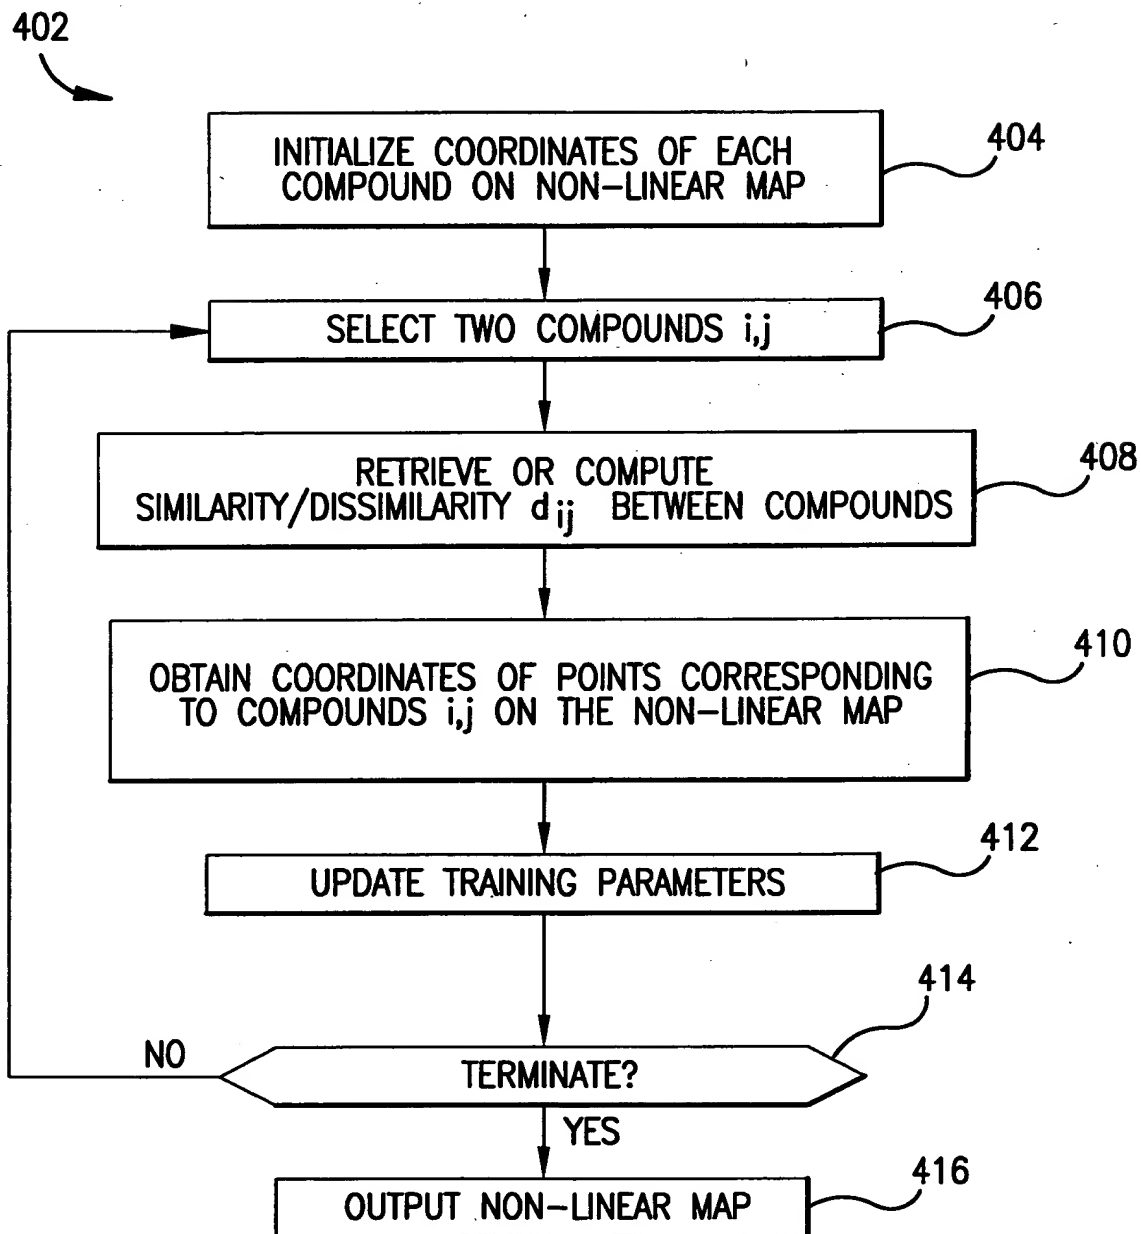 402
INITIALIZE COORDINATES OF EACH
COMPOUND ON NON-LINEAR MAP
404
SELECT TWO COMPOUNDS i,j
406
RETRIEVE OR COMPUTE
SIMILARITY/DISSIMILARITY dij BETWEEN COMPOUNDS
408
OBTAIN COORDINATES OF POINTS CORRESPONDING
TO COMPOUNDS i,j ON THE NON-LINEAR MAP
410
UPDATE TRAINING PARAMETERS
412
TERMINATE?
414
NO
YES
OUTPUT NON-LINEAR MAP
416